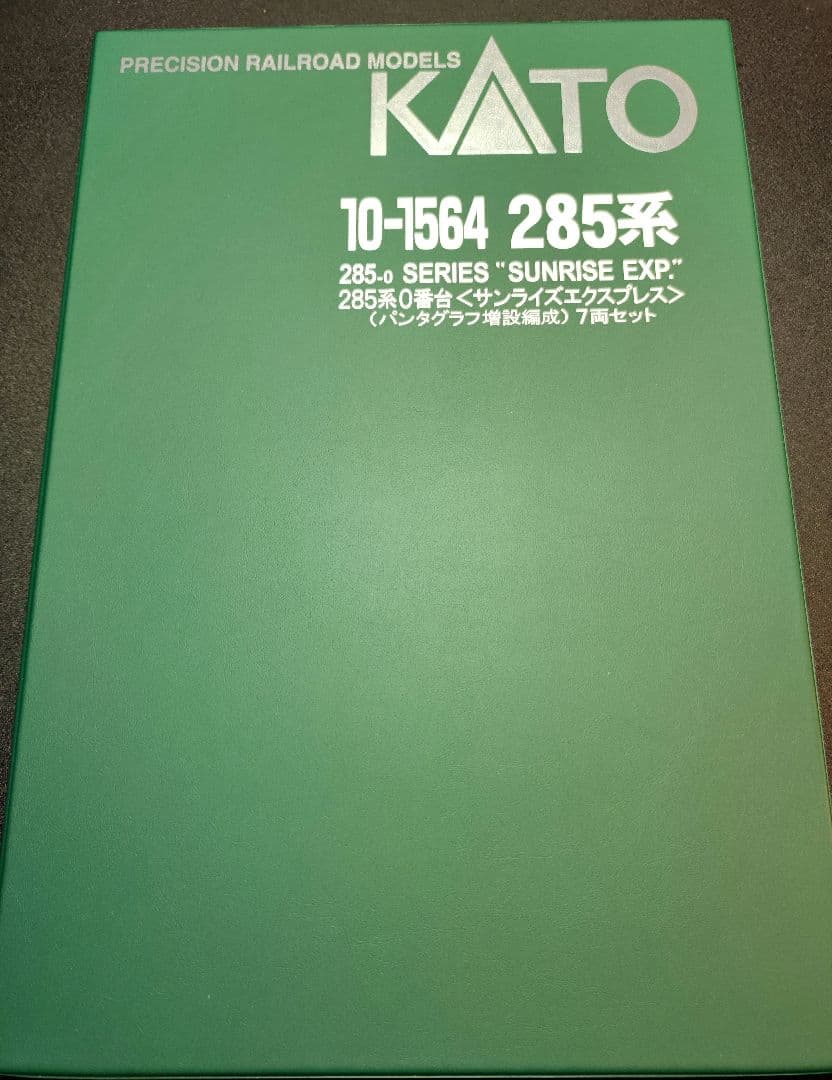 PRECISION RAILROAD MODELS
KATO
10-1564 285系
285-0 SERIES "SUNRISE EXP."
285系0番台<サンライズエクスプレス>
(パンタグラフ増設編成) 7両セット